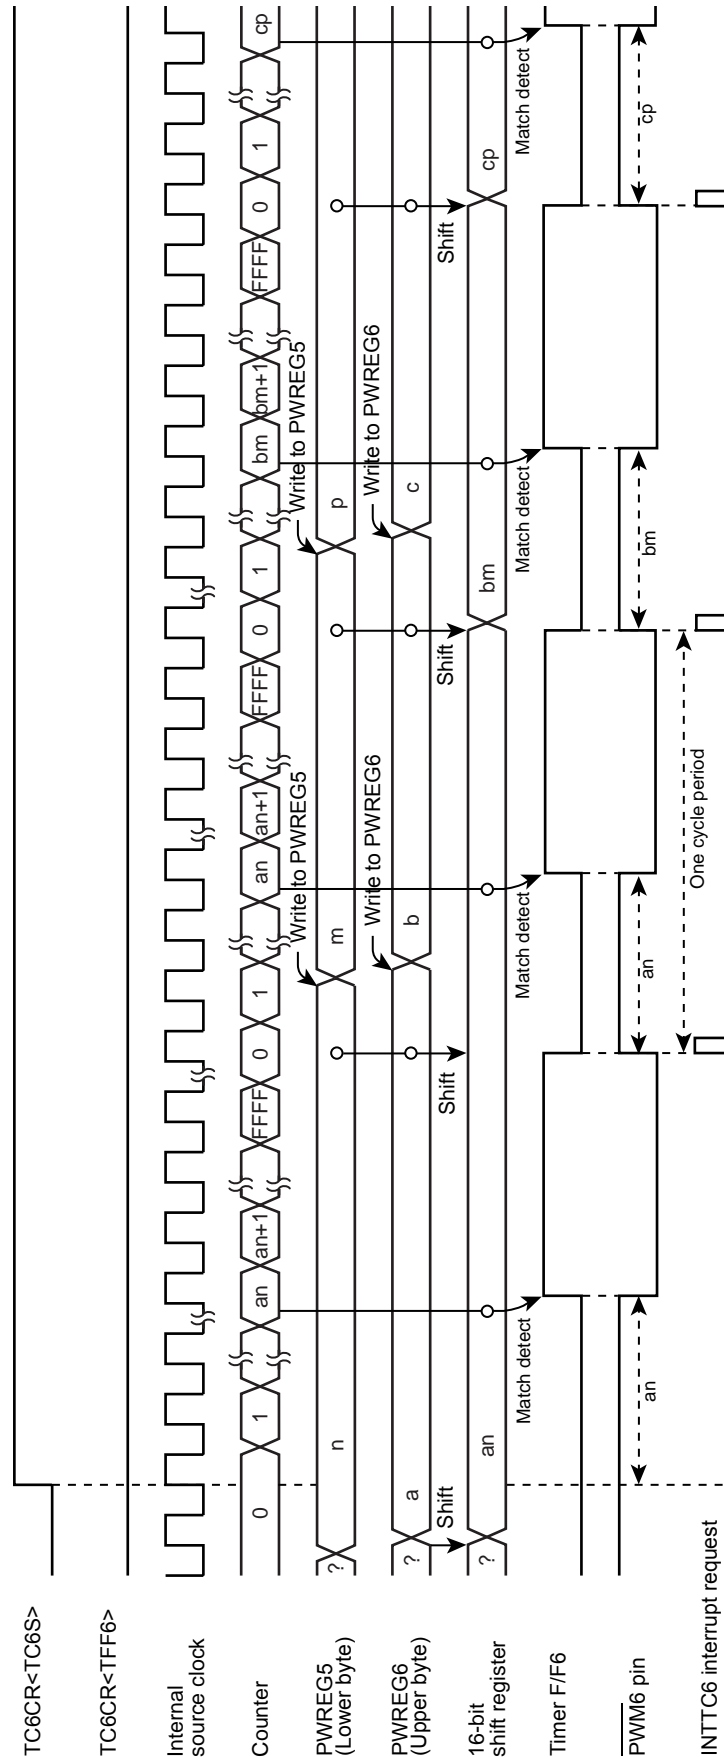 TC6CR<TC6S>
TC6CR<TFF6>
Internal
source clock
Counter 0 1 an an+1 FFFF 0 1 an an+1 FFFF 0 1 bm bm+1 FFFF 0 1 cp
Write to PWREG5 Write to PWREG5
PWREG5
(Lower byte) ? n m p
Write to PWREG6 Write to PWREG6
PWREG6
(Upper byte) ? a b c
Shift Shift Shift Shift
16-bit
shift register ? an bm cp
Match detect Match detect Match detect Match detect
Timer F/F6
PWM6 pin an an bm cp
One cycle period
INTTC6 interrupt request